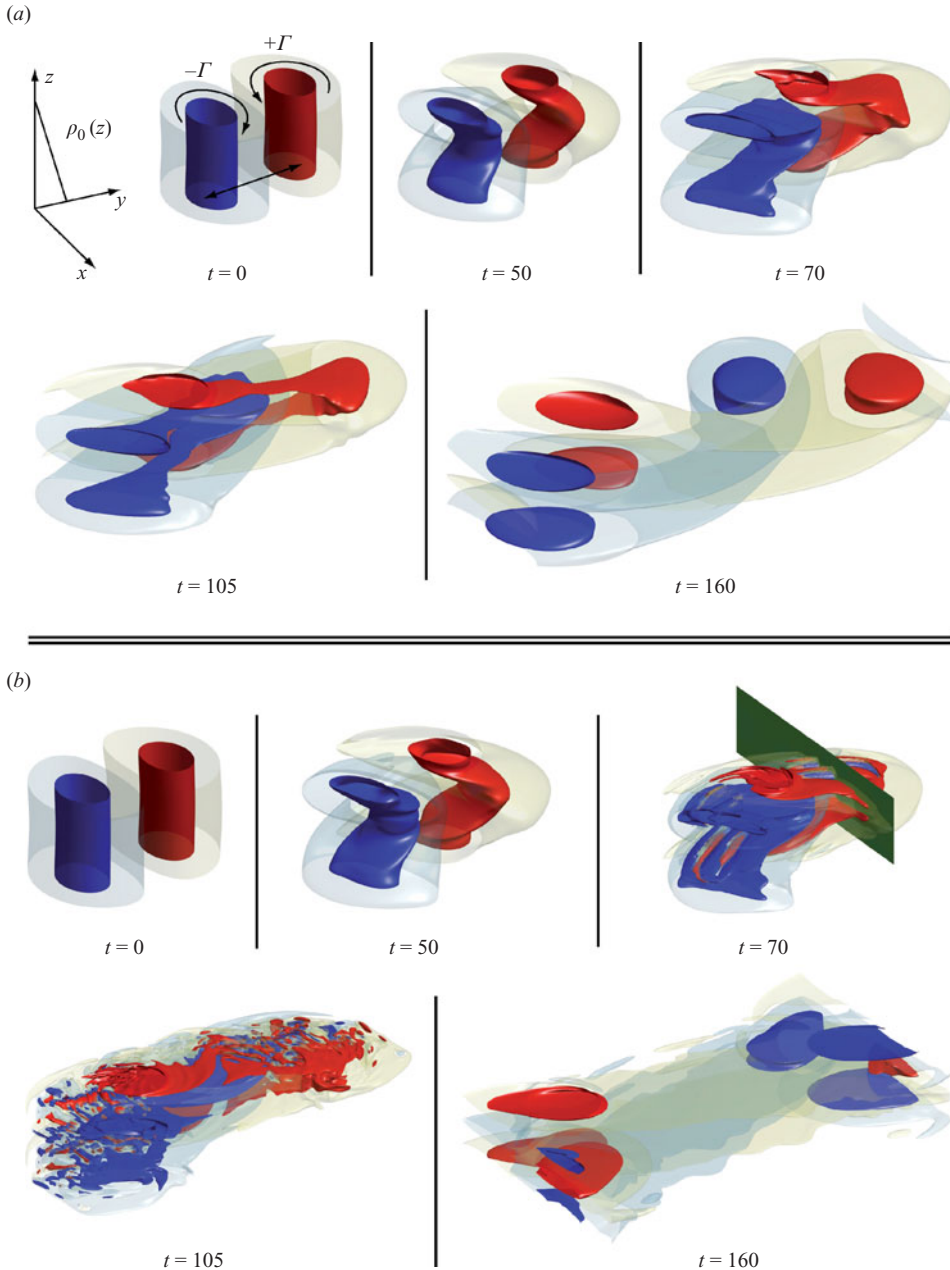 (a)
z
ρ₀(z)
y
x
−Γ
+Γ
t = 0
t = 50
t = 70
t = 105
t = 160
(b)
t = 0
t = 50
t = 70
t = 105
t = 160